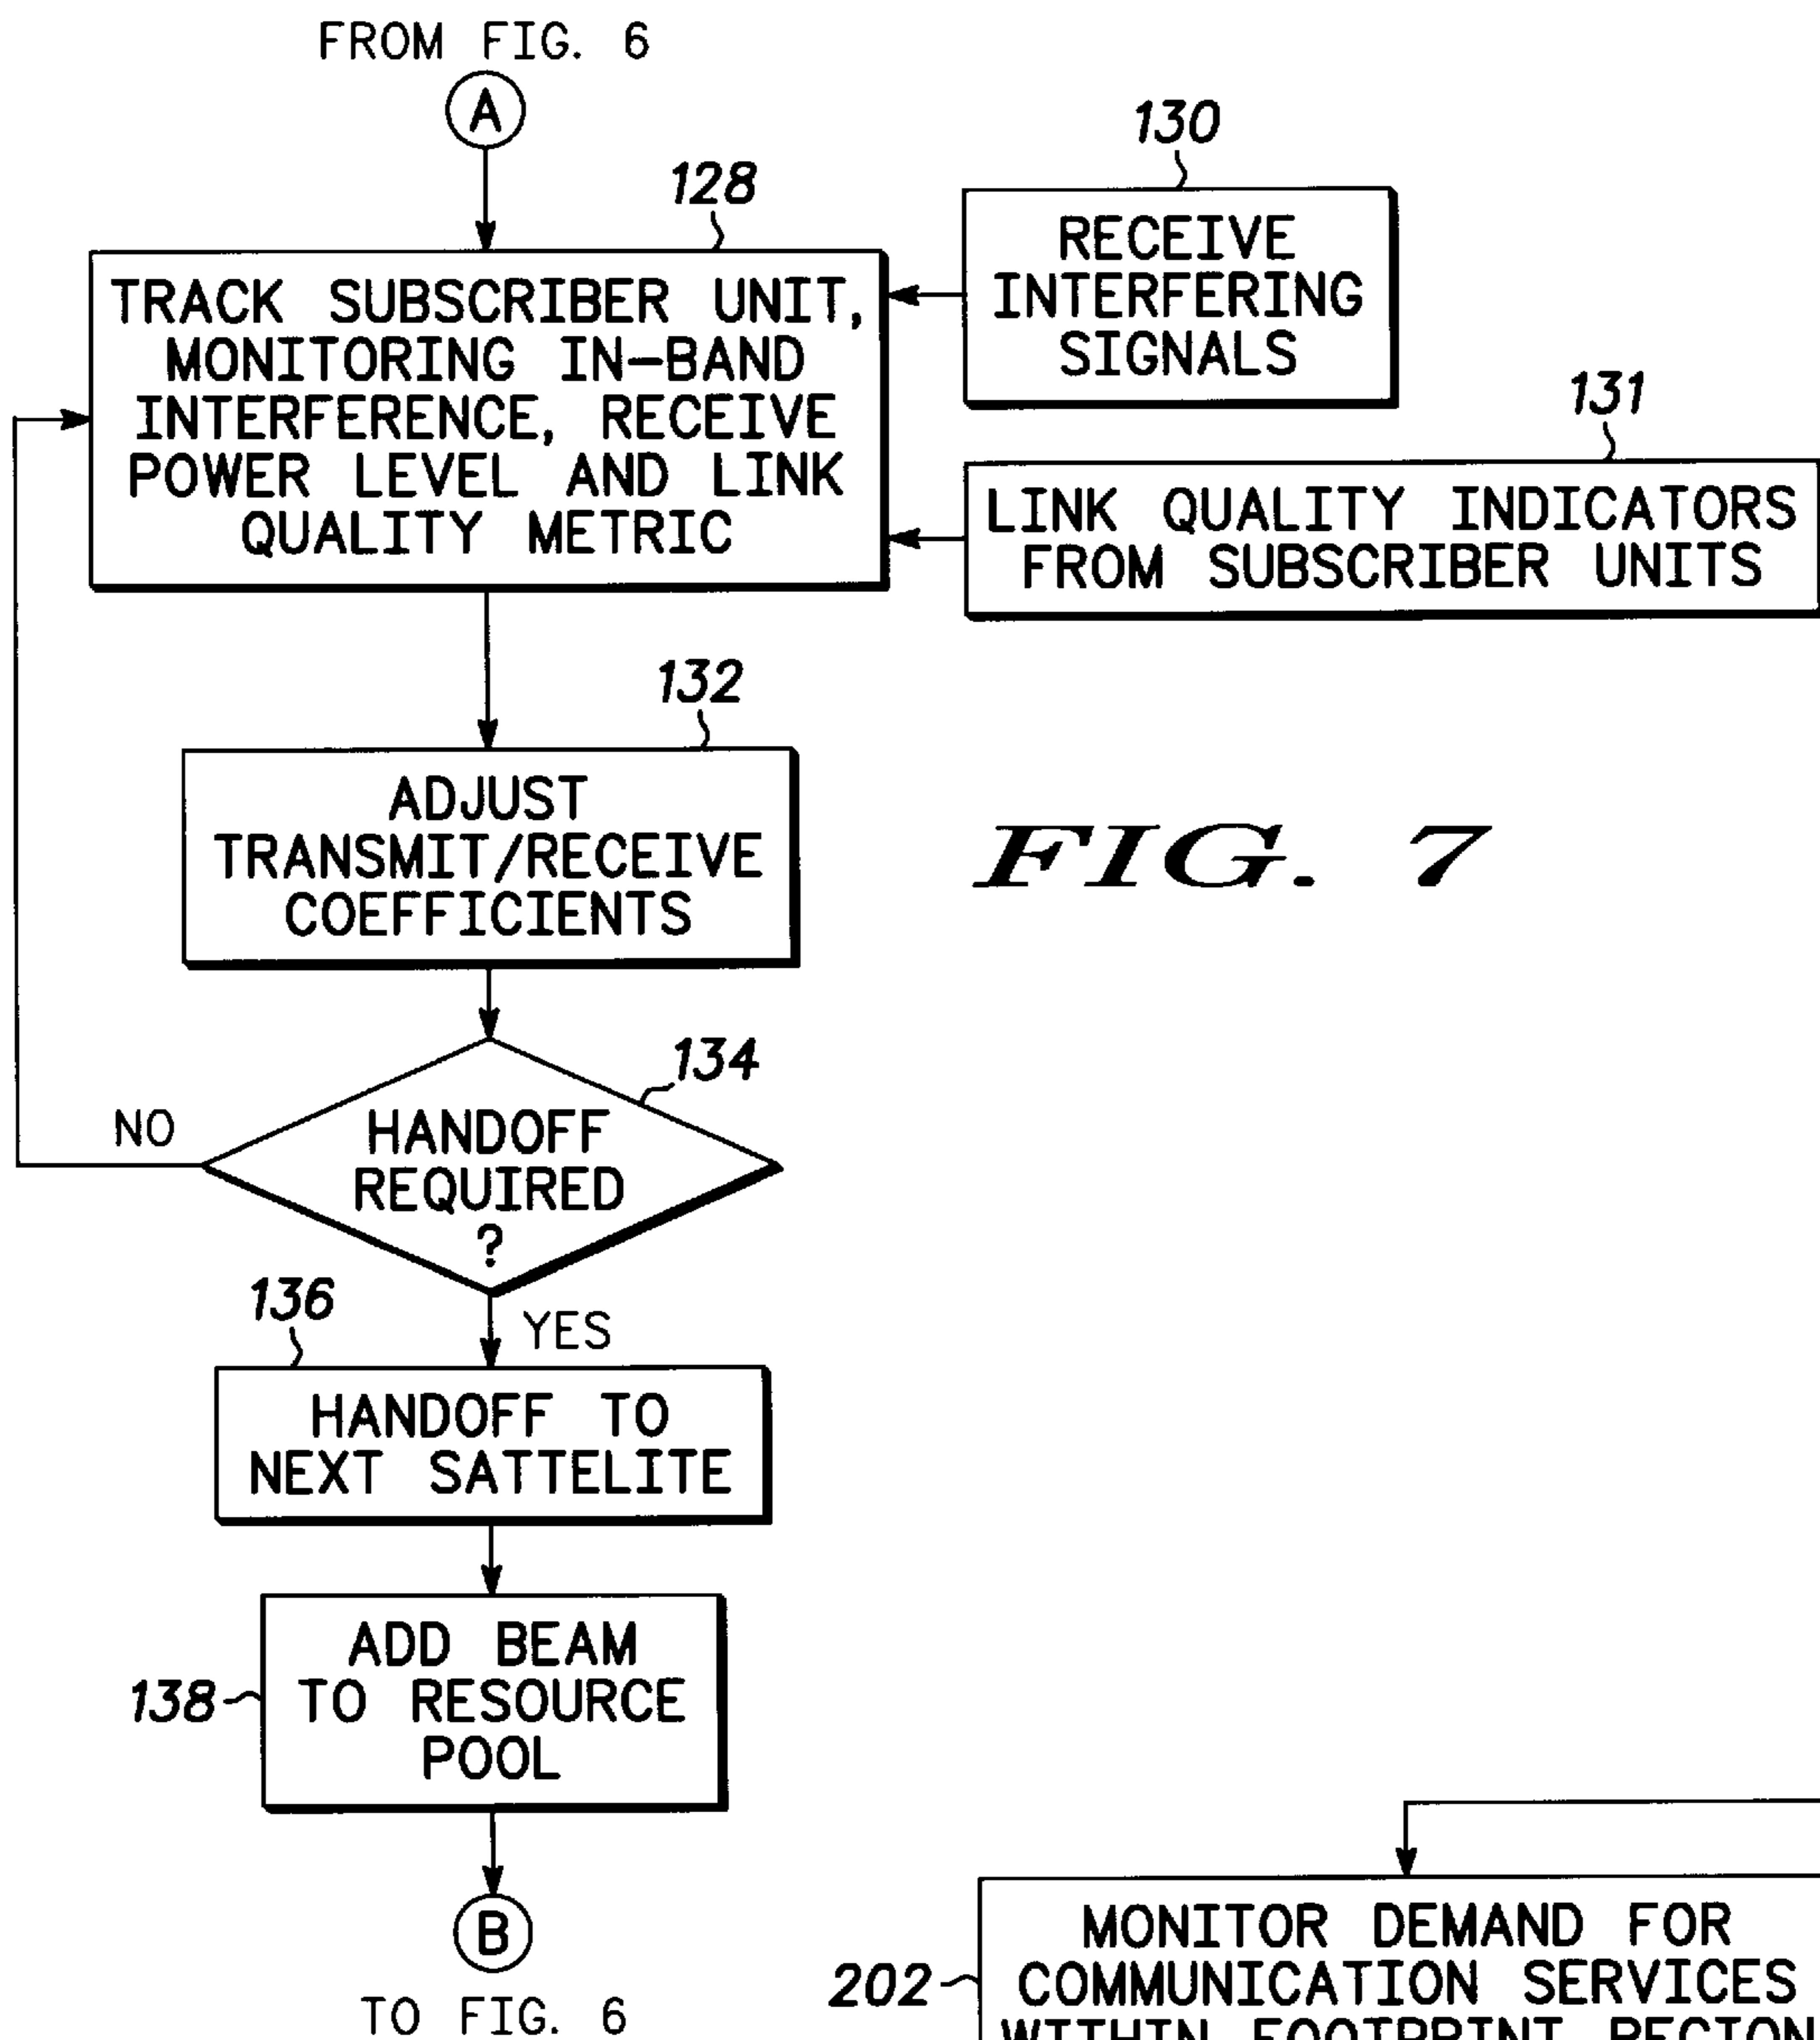 FROM FIG. 6
A
128
TRACK SUBSCRIBER UNIT,
MONITORING IN-BAND
INTERFERENCE, RECEIVE
POWER LEVEL AND LINK
QUALITY METRIC
130
RECEIVE
INTERFERING
SIGNALS
131
LINK QUALITY INDICATORS
FROM SUBSCRIBER UNITS
132
ADJUST
TRANSMIT/RECEIVE
COEFFICIENTS
FIG. 7
134
HANDOFF
REQUIRED
?
NO
YES
136
HANDOFF TO
NEXT SATTELITE
138
ADD BEAM
TO RESOURCE
POOL
B
TO FIG. 6
202
MONITOR DEMAND FOR
COMMUNICATION SERVICES
WITHIN FOOTPRINT REGION